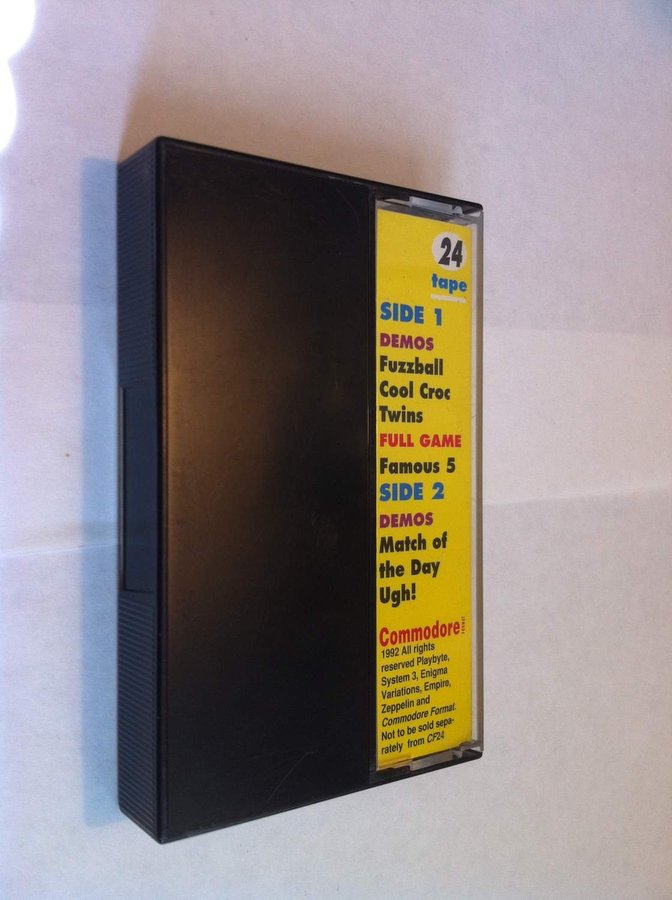 24
tape
SIDE 1
DEMOS
Fuzzball
Cool Croc
Twins
FULL GAME
Famous 5
SIDE 2
DEMOS
Match of
the Day
Ugh!
Commodore FORMAT
1992 All rights
reserved Playbyte,
System 3, Enigma
Variations, Empire,
Zeppelin and
Commodore Format.
Not to be sold sepa-
rately from CF24